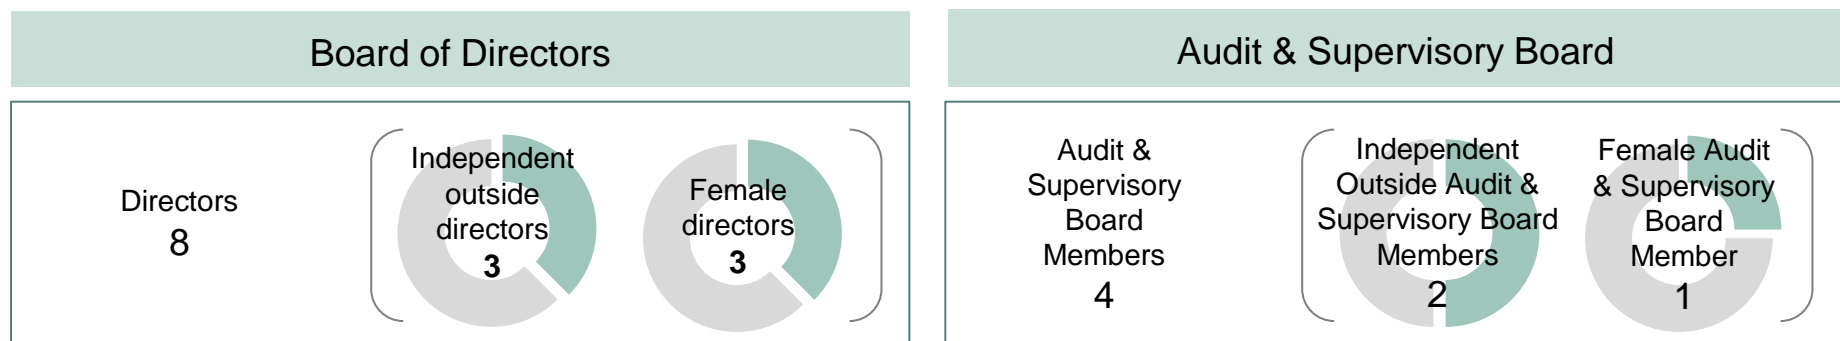 Board of Directors
Directors
8
Independent
outside
directors
3
Female
directors
3
Audit & Supervisory Board
Audit &
Supervisory
Board
Members
4
Independent
Outside Audit &
Supervisory Board
Members
2
Female Audit
& Supervisory
Board
Member
1